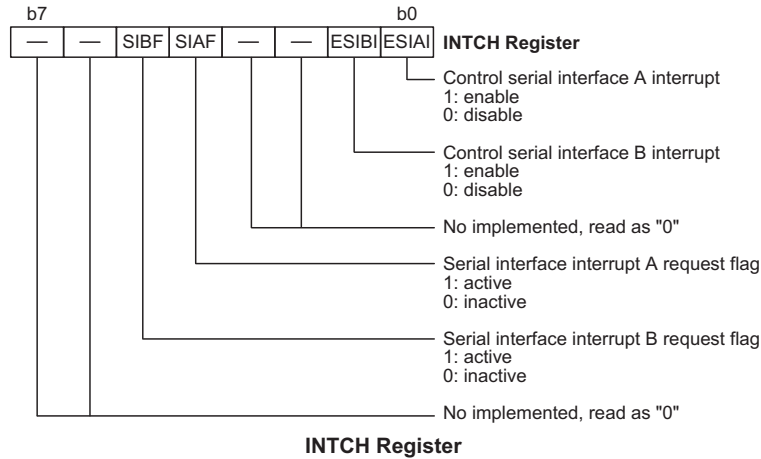 b7 b0
— — SIBF SIAF — — ESIBI ESIAI INTCH Register
Control serial interface A interrupt
1: enable
0: disable
Control serial interface B interrupt
1: enable
0: disable
No implemented, read as "0"
Serial interface interrupt A request flag
1: active
0: inactive
Serial interface interrupt B request flag
1: active
0: inactive
No implemented, read as "0"
INTCH Register